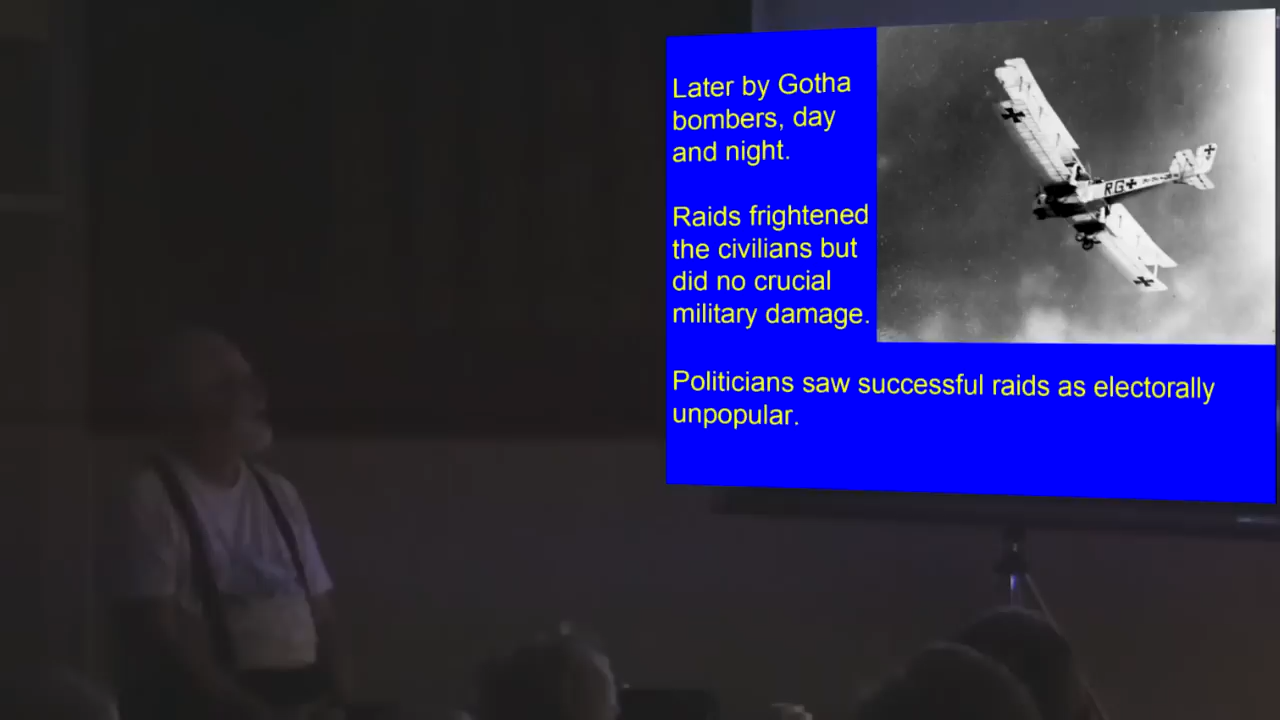 Later by Gotha
bombers, day
and night.
Raids frightened
the civilians but
did no crucial
military damage.
Politicians saw successful raids as electorally
unpopular.
RG